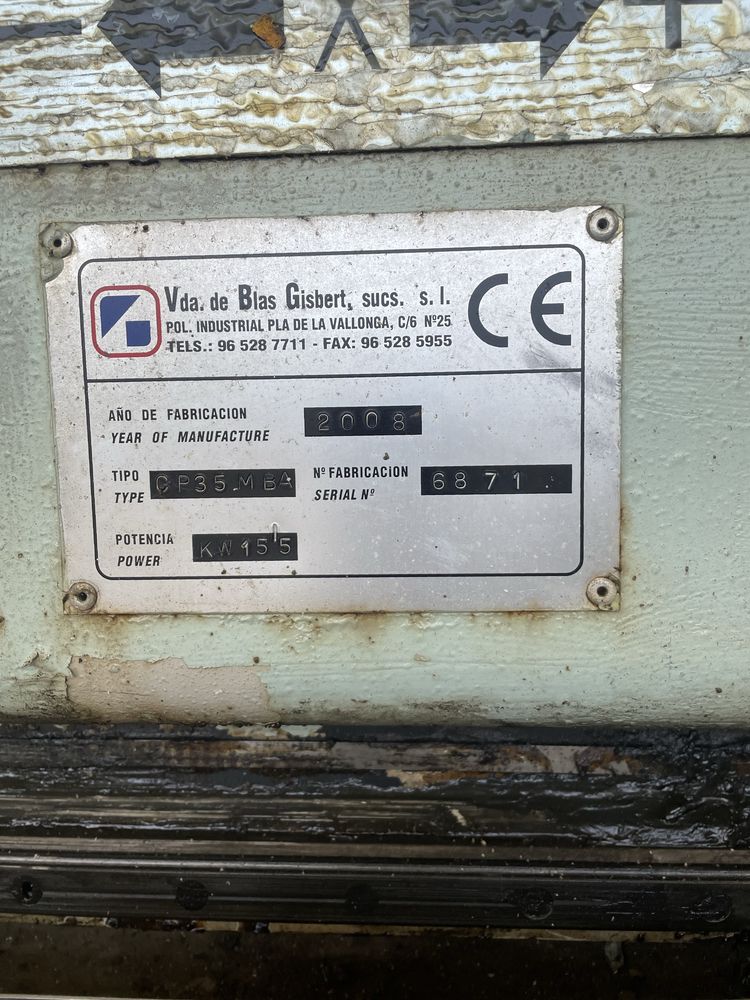 - X +
Vda. de Blas Gisbert, sucs. s. l.
POL. INDUSTRIAL PLA DE LA VALLONGA, C/6 Nº25
TELS.: 96 528 7711 - FAX: 96 528 5955
CE
AÑO DE FABRICACION
YEAR OF MANUFACTURE
2008
TIPO
TYPE
CP35.MBA
Nº FABRICACION
SERIAL Nº
6871.
POTENCIA
POWER
KW 15'5